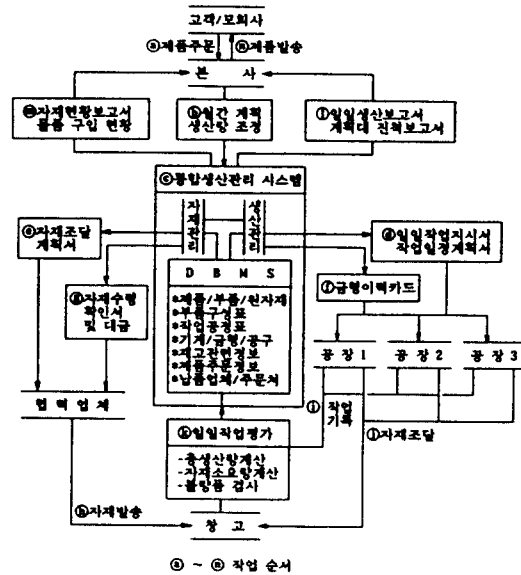 고객/모회사
ⓐ제품주문 ⓝ제품발송
본 사
ⓜ자재현황보고서
물품 구입 현황
ⓑ월간 계획
생산량 조정
ⓛ일일생산보고서
계획대 진척보고서
ⓒ통합생산관리 시스템
자재관리
생산관리
ⓔ자재조달
계획서
ⓓ일일작업지시서
작업일정계획서
D B M S
*제품/부품/원자재
*부품구성표
*작업공정표
*기계/금형/공구
*재고관련정보
*제품주문정보
*납품업체/주문처
ⓖ자재수령
확인서
및 대금
ⓕ금형이력카드
공 장 1
공 장 2
공 장 3
협 력 업 체
ⓘ
작업
기록
ⓙ자재조달
ⓚ일일작업평가
-총생산량계산
-자재소요량계산
-불량품 검사
ⓗ자재발송
창 고
ⓐ ~ ⓝ 작업 순서